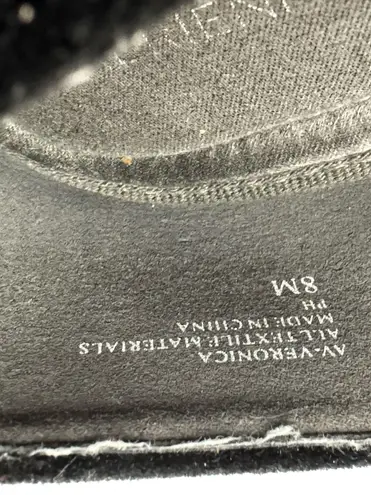 AV-VERONICA
ALL TEXTILE MATERIALS
MADE IN CHINA
PH
8M